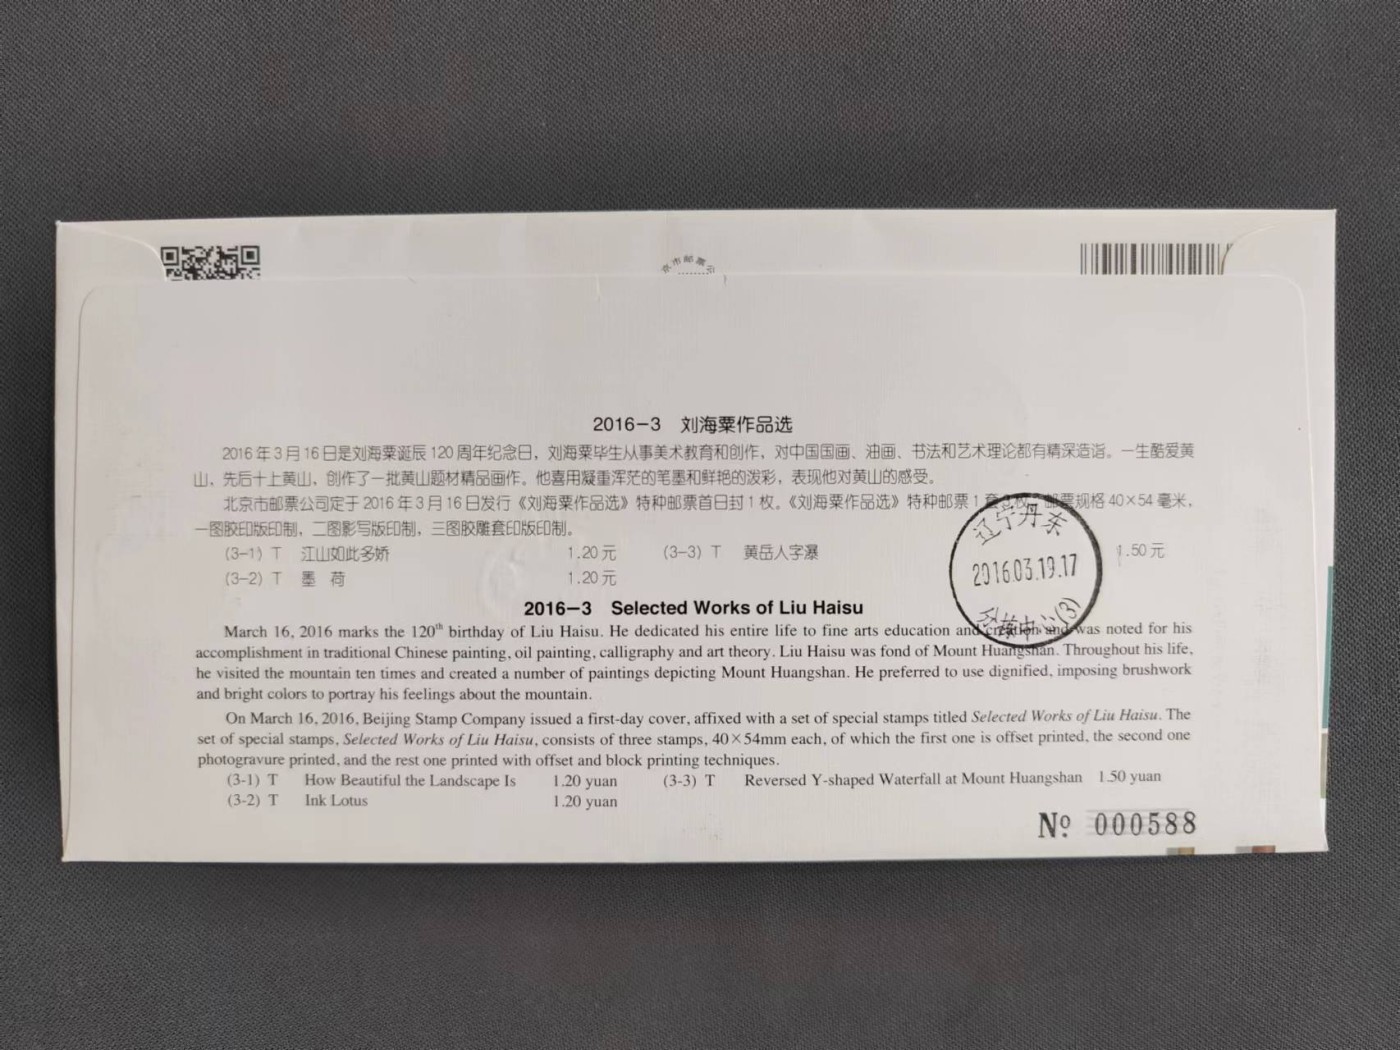 京市邮票公
2016-3 刘海粟作品选
2016年3月16日是刘海粟诞辰120周年纪念日，刘海粟毕生从事美术教育和创作，对中国国画、油画、书法和艺术理论都有精深造诣。一生酷爱黄
山，先后十上黄山，创作了一批黄山题材精品画作。他喜用凝重浑茫的笔墨和鲜艳的泼彩，表现他对黄山的感受。
北京市邮票公司定于2016年3月16日发行《刘海粟作品选》特种邮票首日封1枚。《刘海粟作品选》特种邮票1套3枚，邮票规格40×54毫米，
一图胶印版印制，二图影写版印制，三图胶雕套印版印制。
(3-1) T 江山如此多娇 1.20元 (3-3) T 黄岳人字瀑 1.50元
(3-2) T 墨 荷 1.20元
辽宁丹东
2016.03.19.17
分拣中心(3)
2016-3 Selected Works of Liu Haisu
March 16, 2016 marks the 120th birthday of Liu Haisu. He dedicated his entire life to fine arts education and creation and was noted for his
accomplishment in traditional Chinese painting, oil painting, calligraphy and art theory. Liu Haisu was fond of Mount Huangshan. Throughout his life,
he visited the mountain ten times and created a number of paintings depicting Mount Huangshan. He preferred to use dignified, imposing brushwork
and bright colors to portray his feelings about the mountain.
On March 16, 2016, Beijing Stamp Company issued a first-day cover, affixed with a set of special stamps titled Selected Works of Liu Haisu. The
set of special stamps, Selected Works of Liu Haisu, consists of three stamps, 40×54mm each, of which the first one is offset printed, the second one
photogravure printed, and the rest one printed with offset and block printing techniques.
(3-1) T How Beautiful the Landscape Is 1.20 yuan (3-3) T Reversed Y-shaped Waterfall at Mount Huangshan 1.50 yuan
(3-2) T Ink Lotus 1.20 yuan
Nº 000588